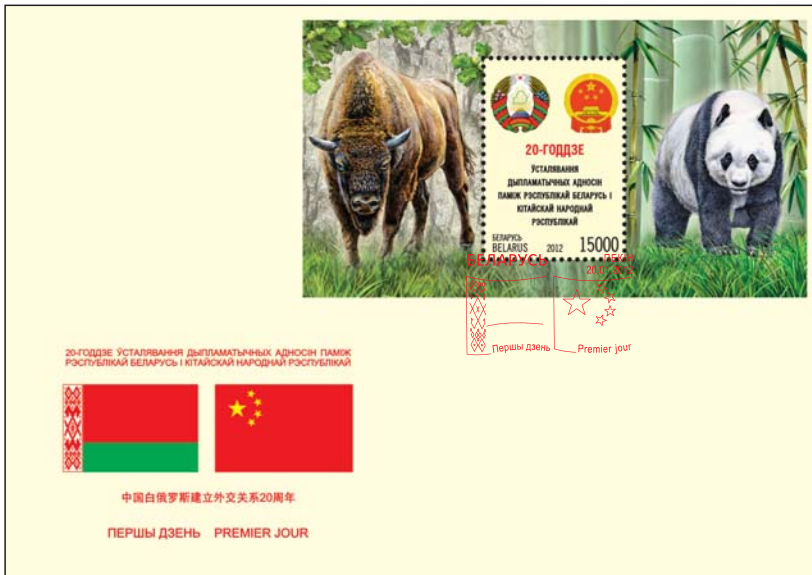 20-ГОДДЗЕ
ЎСТАЛЯВАННЯ
ДЫПЛАМАТЫЧНЫХ АДНОСІН
ПАМІЖ РЭСПУБЛІКАЙ БЕЛАРУСЬ І
КІТАЙСКАЙ НАРОДНАЙ
РЭСПУБЛІКАЙ
БЕЛАРУСЬ
BELARUS 2012 15000
БЕЛАРУСЬ
Першы дзень Premier jour
20-ГОДДЗЕ ЎСТАЛЯВАННЯ ДЫПЛАМАТЫЧНЫХ АДНОСІН ПАМІЖ
РЭСПУБЛІКАЙ БЕЛАРУСЬ І КІТАЙСКАЙ НАРОДНАЙ РЭСПУБЛІКАЙ
中国白俄罗斯建立外交关系20周年
ПЕРШЫ ДЗЕНЬ PREMIER JOUR